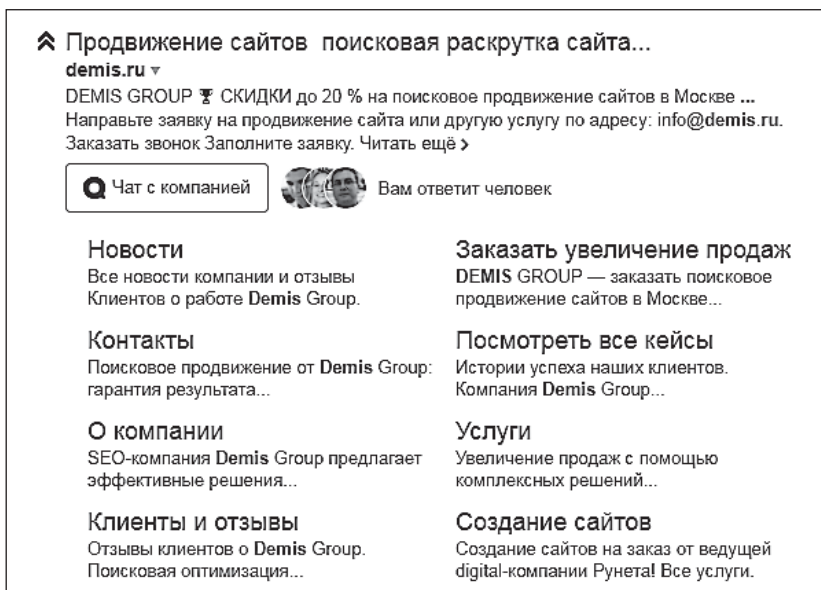 Продвижение сайтов поисковая раскрутка сайта...
demis.ru
DEMIS GROUP СКИДКИ до 20 % на поисковое продвижение сайтов в Москве ...
Направьте заявку на продвижение сайта или другую услугу по адресу: info@demis.ru.
Заказать звонок Заполните заявку. Читать ещё >
Чат с компанией
Вам ответит человек
Новости
Все новости компании и отзывы
Клиентов о работе Demis Group.
Заказать увеличение продаж
DEMIS GROUP — заказать поисковое
продвижение сайтов в Москве...
Контакты
Поисковое продвижение от Demis Group:
гарантия результата...
Посмотреть все кейсы
Истории успеха наших клиентов.
Компания Demis Group...
О компании
SEO-компания Demis Group предлагает
эффективные решения...
Услуги
Увеличение продаж с помощью
комплексных решений...
Клиенты и отзывы
Отзывы клиентов о Demis Group.
Поисковая оптимизация...
Создание сайтов
Создание сайтов на заказ от ведущей
digital-компании Рунета! Все услуги.